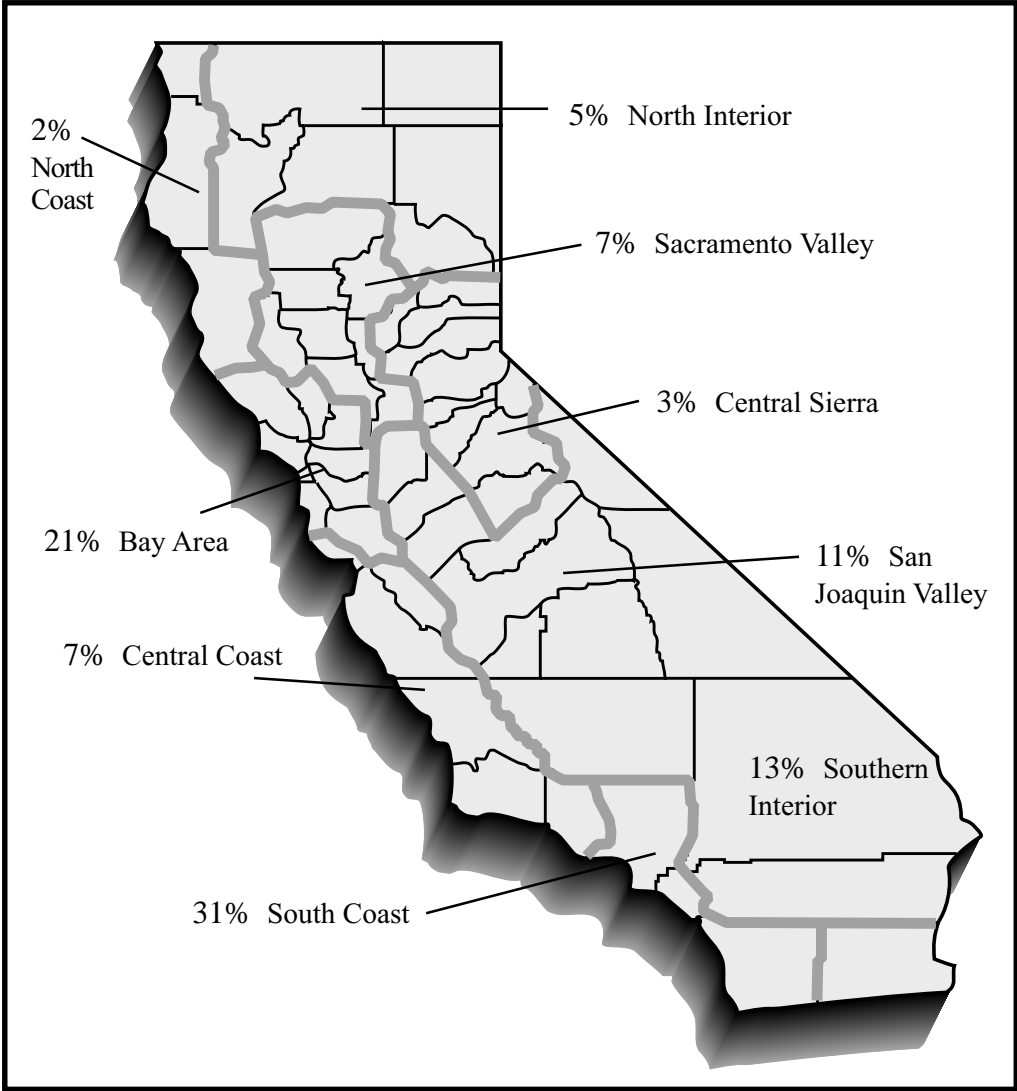 5% North Interior
2%
North
Coast
7% Sacramento Valley
3% Central Sierra
21% Bay Area
11% San
Joaquin Valley
7% Central Coast
13% Southern
Interior
31% South Coast